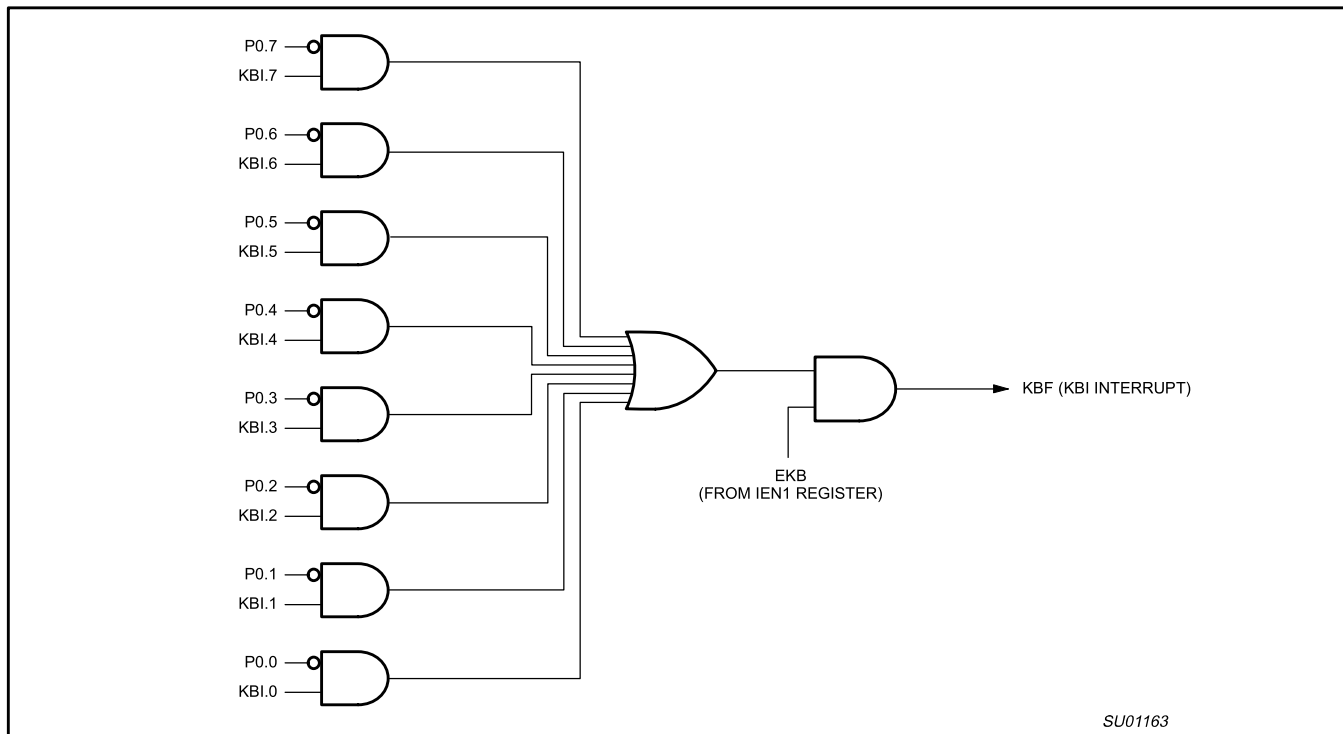 P0.7
KBI.7
P0.6
KBI.6
P0.5
KBI.5
P0.4
KBI.4
P0.3
KBI.3
P0.2
KBI.2
P0.1
KBI.1
P0.0
KBI.0
KBF (KBI INTERRUPT)
EKB
(FROM IEN1 REGISTER)
SU01163